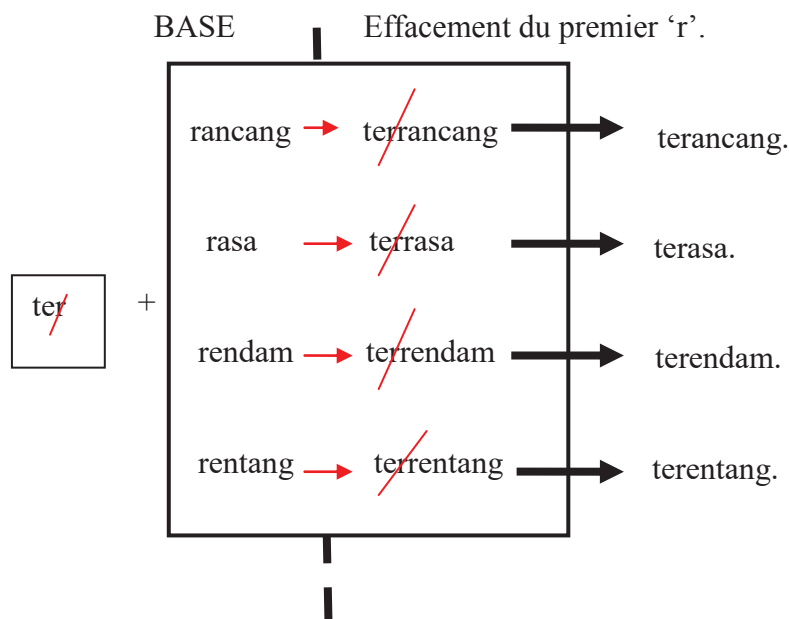 BASE Effacement du premier ‘r’.
rancang terrancang terancang.
rasa terrasa terasa.
ter +
rendam terrendam terendam.
rentang terrentang terentang.